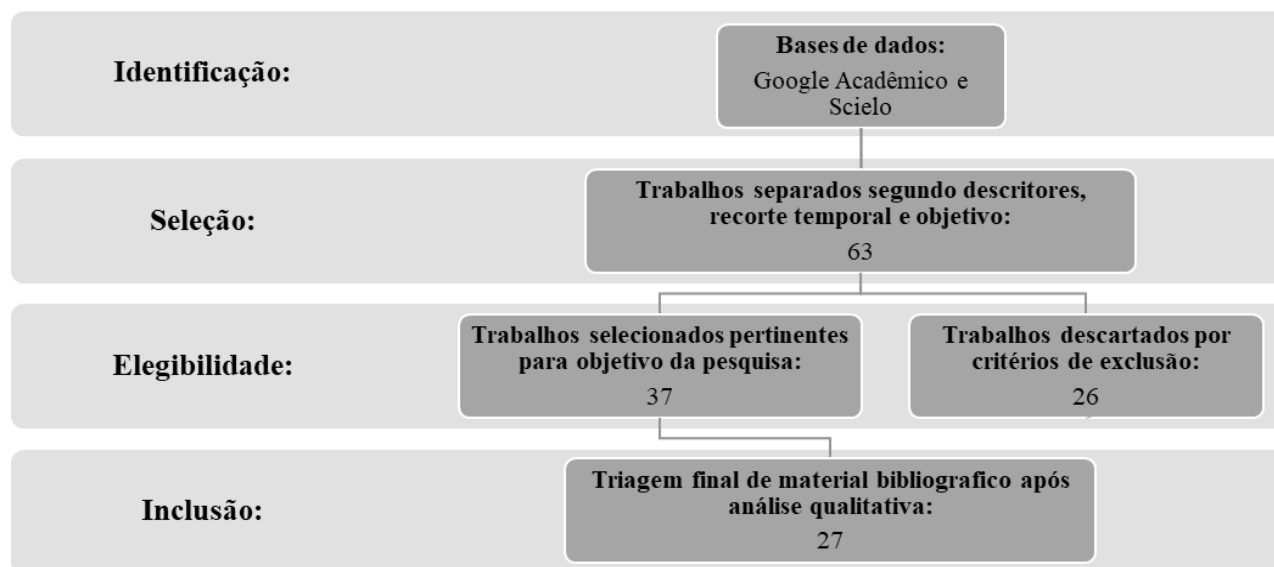 Identificação:
Bases de dados:
Google Acadêmico e
Scielo
Seleção:
Trabalhos separados segundo descritores,
recorte temporal e objetivo:
63
Elegibilidade:
Trabalhos selecionados pertinentes
para objetivo da pesquisa:
37
Trabalhos descartados por
critérios de exclusão:
26
Inclusão:
Triagem final de material bibliografico após
análise qualitativa:
27